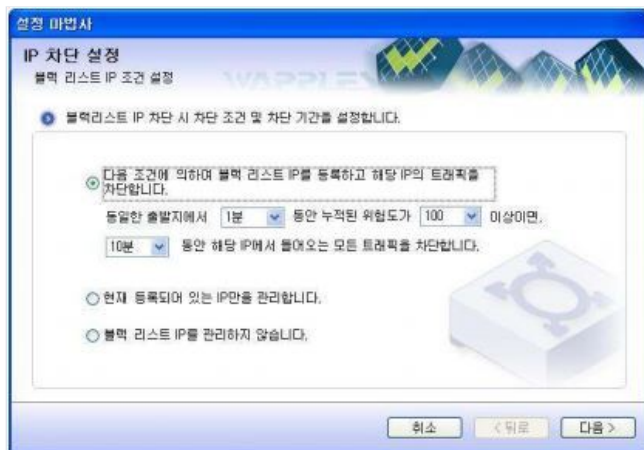 설정 마법사
IP 차단 설정
블랙 리스트 IP 조건 설정
WAPPLES
블랙리스트 IP 차단 시 차단 조건 및 차단 기간을 설정합니다.
다음 조건에 의하여 블랙 리스트 IP를 등록하고 해당 IP의 트래픽을
차단합니다.
동일한 출발지에서 1분 동안 누적된 위험도가 100 이상이면,
10분 동안 해당 IP에서 들어오는 모든 트래픽을 차단합니다.
현재 등록되어 있는 IP만을 관리합니다.
블랙 리스트 IP를 관리하지 않습니다.
취소 < 뒤로 다음 >